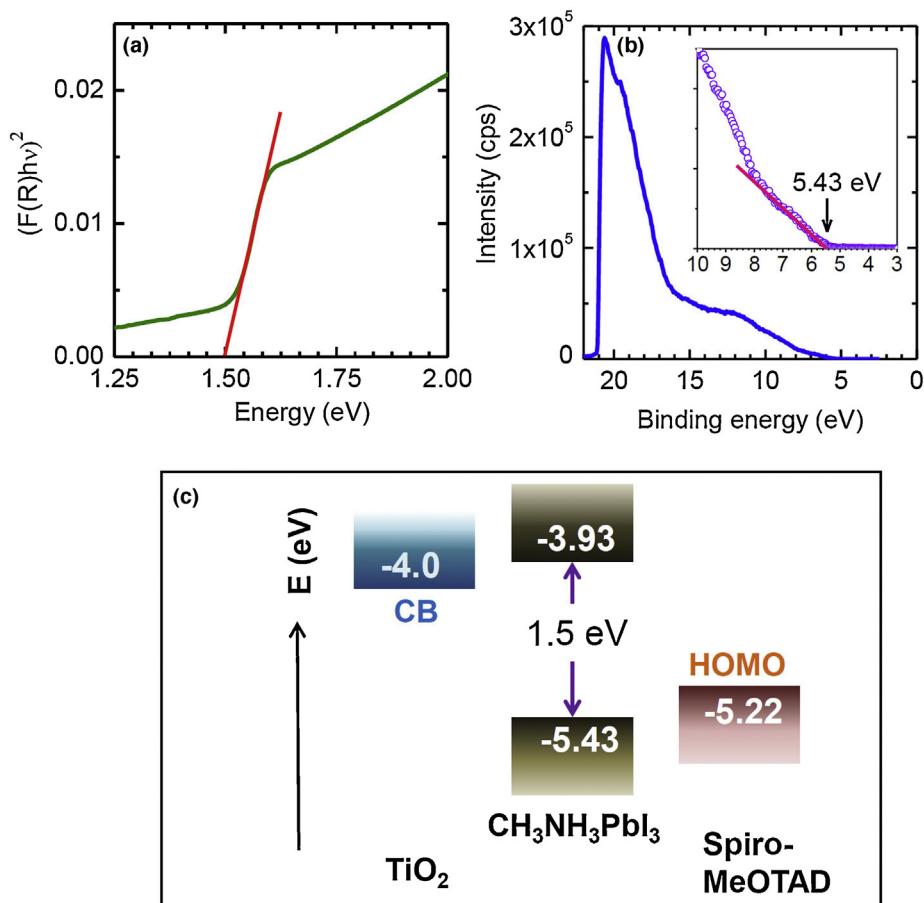 (a)
(F(R)hν)²
0.02
0.01
0.00
1.25 1.50 1.75 2.00
Energy (eV)
(b)
Intensity (cps)
3x10⁵
2x10⁵
1x10⁵
0
20 15 10 5 0
Binding energy (eV)
5.43 eV
10 9 8 7 6 5 4 3
(c)
E (eV)
-4.0
CB
TiO₂
-3.93
1.5 eV
-5.43
CH₃NH₃PbI₃
HOMO
-5.22
Spiro-
MeOTAD